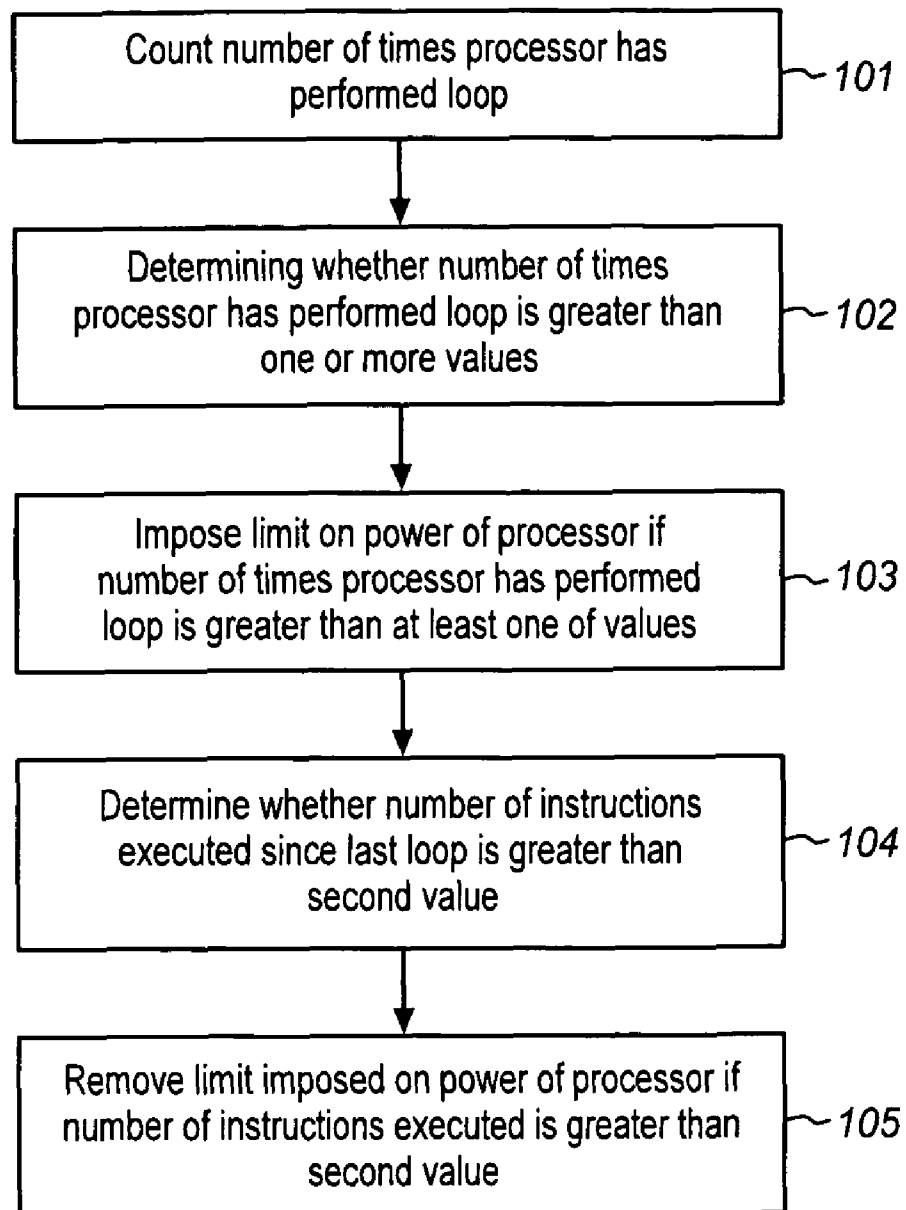 Count number of times processor has
performed loop
101
Determining whether number of times
processor has performed loop is greater than
one or more values
102
Impose limit on power of processor if
number of times processor has performed
loop is greater than at least one of values
103
Determine whether number of instructions
executed since last loop is greater than
second value
104
Remove limit imposed on power of processor if
number of instructions executed is greater than
second value
105